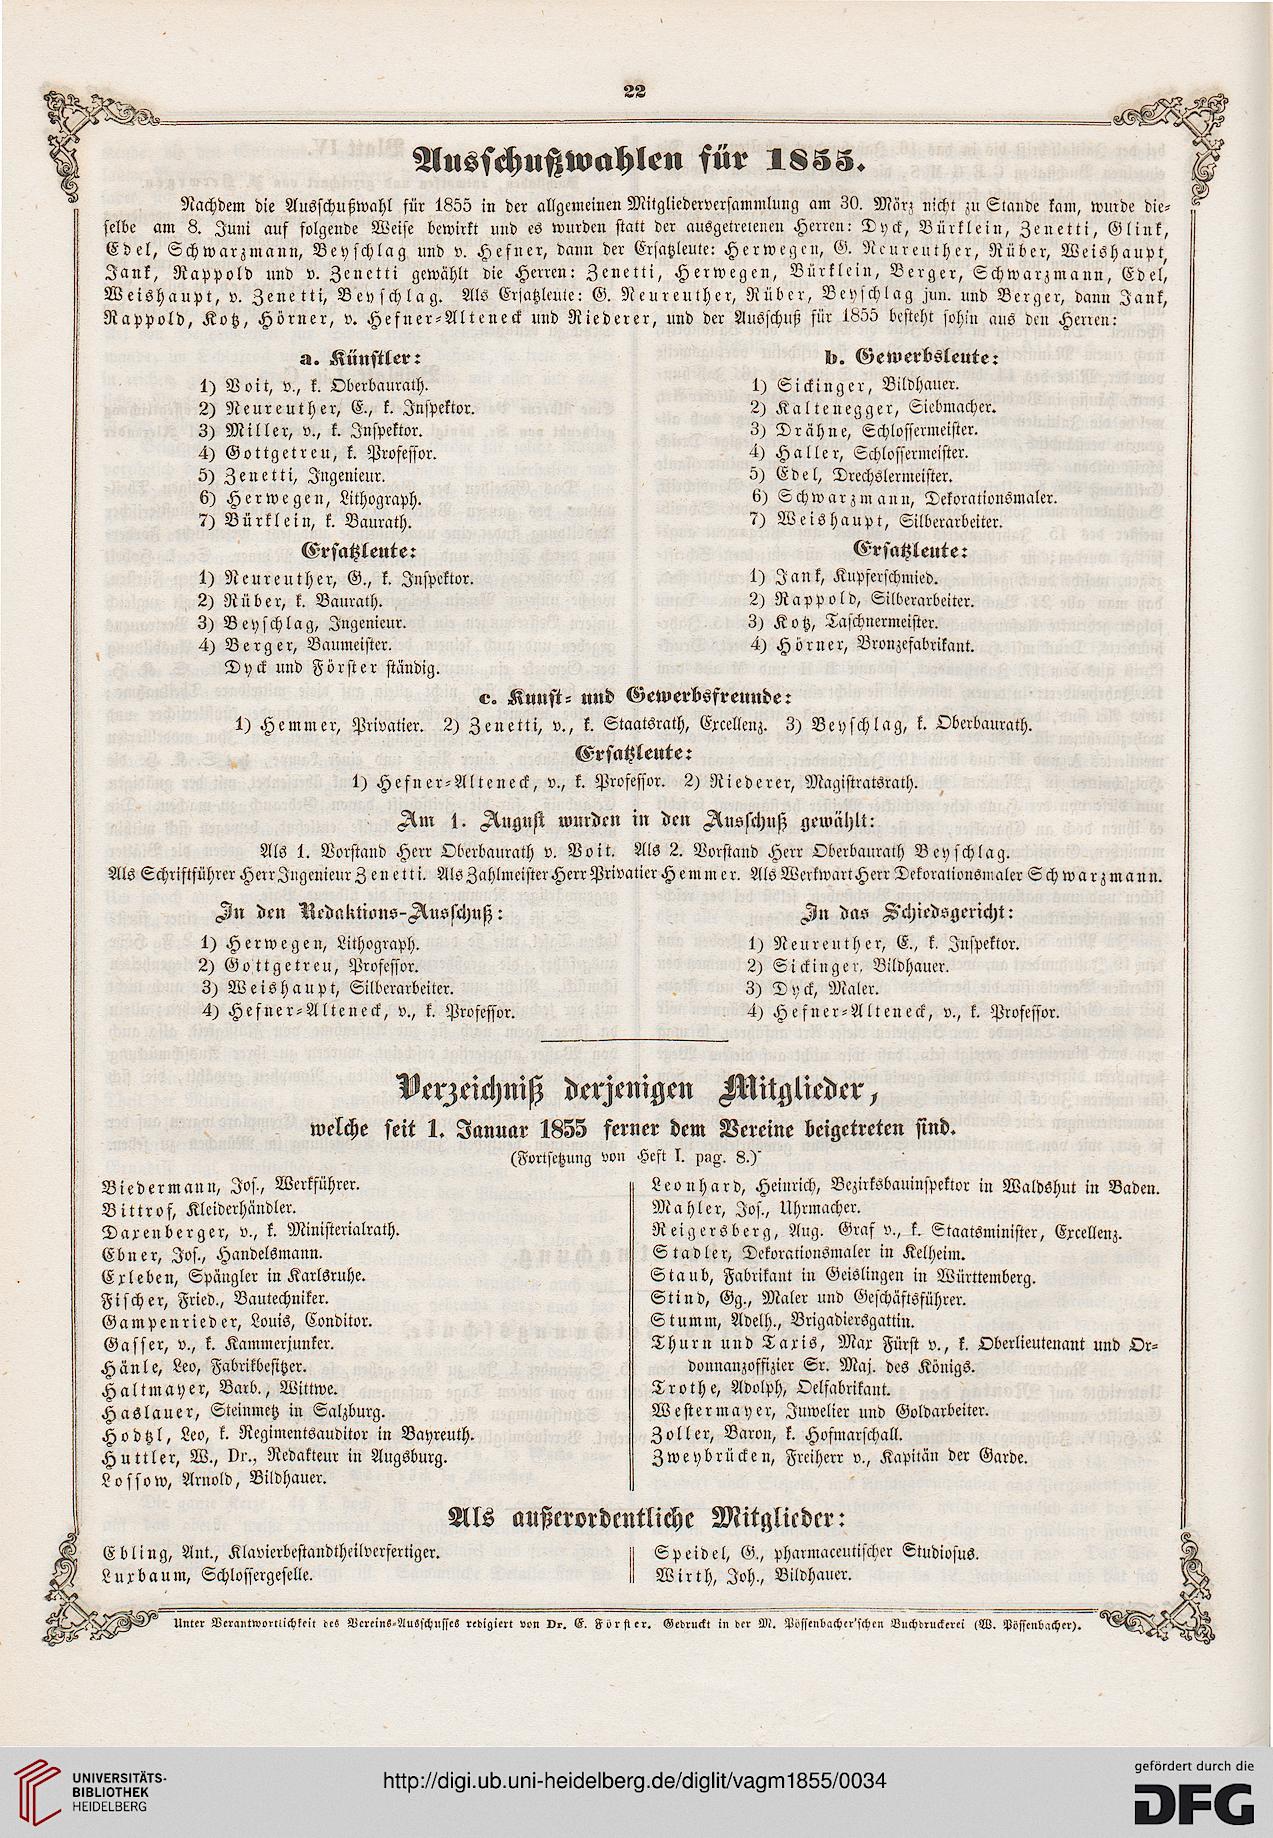 22
Ausschußwahlen für 1855.
Nachdem die Ausschußwahl für 1855 in der allgemeinen Mitgliederversammlung am 30. März nicht zu Stande kam, wurde die-
selbe am 8. Juni auf folgende Weise bewirkt und es wurden statt der ausgetretenen Herren: Dyck, Bürklein, Zenetti, Glink,
Edel, Schwarzmann, Beyschlag und v. Hefner, dann der Ersatzleute: Herwegen, G. Neureuther, Rüber, Weishaupt,
Jank, Rappold und v. Zenetti gewählt die Herren: Zenetti, Herwegen, Bürklein, Berger, Schwarzmann, Edel,
Weishaupt, v. Zenetti, Beyschlag. Als Ersatzleute: G. Neureuther, Rüber, Beyschlag jun. und Berger, dann Jank,
Rappold, Kotz, Hörner, v. Hefner-Alteneck und Riederer, und der Ausschuß für 1855 besteht sohin aus den Herren:
a. Künstler:
1) Voit, v., k. Oberbaurath.
2) Neureuther, E., k. Inspektor.
3) Miller, v., k. Inspektor.
4) Gottgetreu, k. Professor.
5) Zenetti, Ingenieur.
6) Herwegen, Lithograph.
7) Bürklein, k. Baurath.
Ersatzleute:
1) Neureuther, G., k. Inspektor.
2) Rüber, k. Baurath.
3) Beyschlag, Ingenieur.
4) Berger, Baumeister.
Dyck und Förster ständig.
b. Gewerbsleute:
1) Sickinger, Bildhauer.
2) Kaltenegger, Siebmacher.
3) Drähne, Schlossermeister.
4) Haller, Schlossermeister.
5) Edel, Drechslermeister.
6) Schwarzmann, Dekorationsmaler.
7) Weishaupt, Silberarbeiter.
Ersatzleute:
1) Jank, Kupferschmied.
2) Rappold, Silberarbeiter.
3) Kotz, Taschnermeister.
4) Hörner, Bronzefabrikant.
c. Kunst- und Gewerbsfreunde:
1) Hemmer, Privatier. 2) Zenetti, v., k. Staatsrath, Excellenz. 3) Beyschlag, k. Oberbaurath.
Ersatzleute:
1) Hefner-Alteneck, v., k. Professor. 2) Riederer, Magistratsrath.
Am 1. August wurden in den Ausschuß gewählt:
Als 1. Vorstand Herr Oberbaurath v. Voit. Als 2. Vorstand Herr Oberbaurath Beyschlag.
Als Schriftführer Herr Ingenieur Zenetti. Als Zahlmeister Herr Privatier Hemmer. Als Werkwart Herr Dekorationsmaler Schwarzmann.
In den Redaktions-Ausschuß:
1) Herwegen, Lithograph.
2) Gottgetreu, Professor.
3) Weishaupt, Silberarbeiter.
4) Hefner-Alteneck, v., k. Professor.
In das Schiedsgericht:
1) Neureuther, E., k. Inspektor.
2) Sickinger, Bildhauer.
3) Dyck, Maler.
4) Hefner-Alteneck, v., k. Professor.
Verzeichniß derjenigen Mitglieder,
welche seit 1. Januar 1855 ferner dem Vereine beigetreten sind.
(Fortsetzung von Heft I. pag. 8.)
Biedermann, Jos., Werkführer.
Bittrof, Kleiderhändler.
Daxenberger, v., k. Ministerialrath.
Ebner, Jos., Handelsmann.
Exleben, Spängler in Karlsruhe.
Fischer, Fried., Bautechniker.
Gampenrieder, Louis, Conditor.
Gasser, v., k. Kammerjunker.
Hänle, Leo, Fabrikbesitzer.
Haltmayer, Barb., Wittwe.
Haslauer, Steinmetz in Salzburg.
Hodtzl, Leo, k. Regimentsauditor in Bayreuth.
Huttler, W., Dr., Redakteur in Augsburg.
Lossow, Arnold, Bildhauer.
Leonhard, Heinrich, Bezirksbauinspektor in Waldshut in Baden.
Mahler, Jos., Uhrmacher.
Reigersberg, Aug. Graf v., k. Staatsminister, Excellenz.
Stadler, Dekorationsmaler in Kelheim.
Staub, Fabrikant in Geislingen in Württemberg.
Stind, Gg., Maler und Geschäftsführer.
Stumm, Adelh., Brigadiersgattin.
Thurn und Taxis, Max Fürst v., k. Oberlieutenant und Or-
donnanzoffizier Sr. Maj. des Königs.
Trothe, Adolph, Oelfabrikant.
Westermayer, Juwelier und Goldarbeiter.
Zoller, Baron, k. Hofmarschall.
Zweybrücken, Freiherr v., Kapitän der Garde.
Als außerordentliche Mitglieder:
Ebling, Ant., Klavierbestandtheilverfertiger.
Luxbaum, Schlossergeselle.
Speidel, G., pharmaceutischer Studiosus.
Wirth, Joh., Bildhauer.
Unter Verantwortlichkeit des Vereins-Ausschusses redigiert von Dr. E. Förster. Gedruckt in der M. Pössenbacher'schen Buchdruckerei (W. Pössenbacher).
UNIVERSITÄTS-
BIBLIOTHEK
HEIDELBERG
http://digi.ub.uni-heidelberg.de/diglit/vagm1855/0034
gefördert durch die
DFG